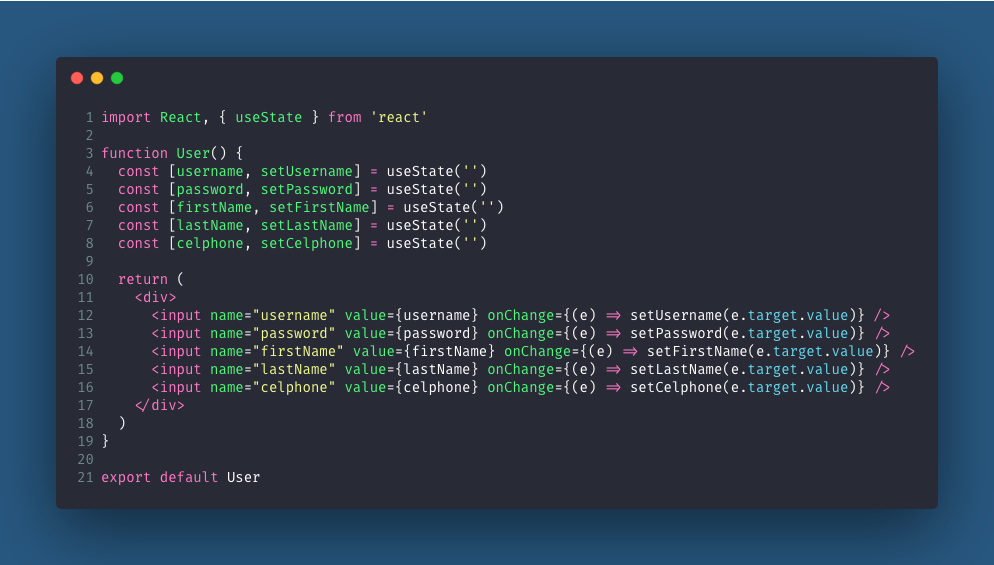 1 import React, { useState } from 'react'
2
3 function User() {
4   const [username, setUsername] = useState('')
5   const [password, setPassword] = useState('')
6   const [firstName, setFirstName] = useState('')
7   const [lastName, setLastName] = useState('')
8   const [celphone, setCelphone] = useState('')
9
10   return (
11     <div>
12       <input name="username" value={username} onChange={(e) => setUsername(e.target.value)} />
13       <input name="password" value={password} onChange={(e) => setPassword(e.target.value)} />
14       <input name="firstName" value={firstName} onChange={(e) => setFirstName(e.target.value)} />
15       <input name="lastName" value={lastName} onChange={(e) => setLastName(e.target.value)} />
16       <input name="celphone" value={celphone} onChange={(e) => setCelphone(e.target.value)} />
17     </div>
18   )
19 }
20
21 export default User